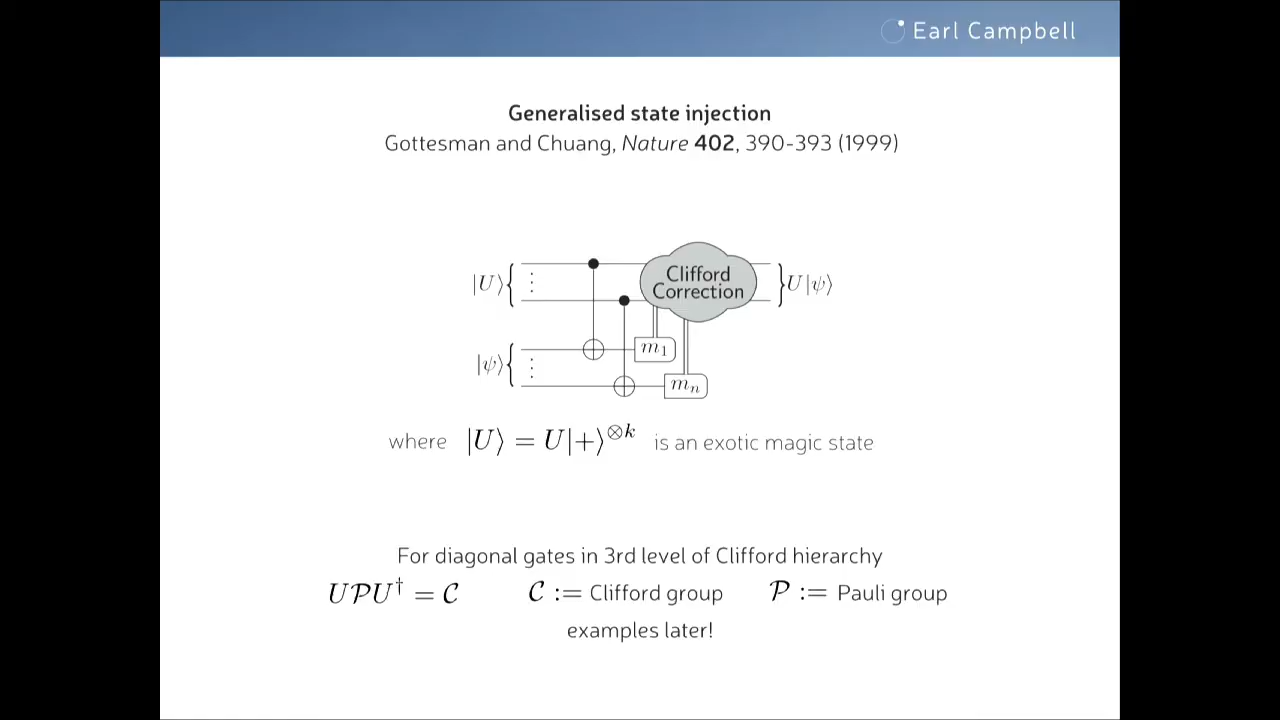 Earl Campbell
Generalised state injection
Gottesman and Chuang, Nature 402, 390-393 (1999)
|U⟩{ ⋮ Clifford Correction }U|ψ⟩
|ψ⟩{ ⋮ m₁
mₙ
where |U⟩ = U|+⟩^⊗k is an exotic magic state
For diagonal gates in 3rd level of Clifford hierarchy
U𝒫U† = 𝒞 𝒞 := Clifford group 𝒫 := Pauli group
examples later!